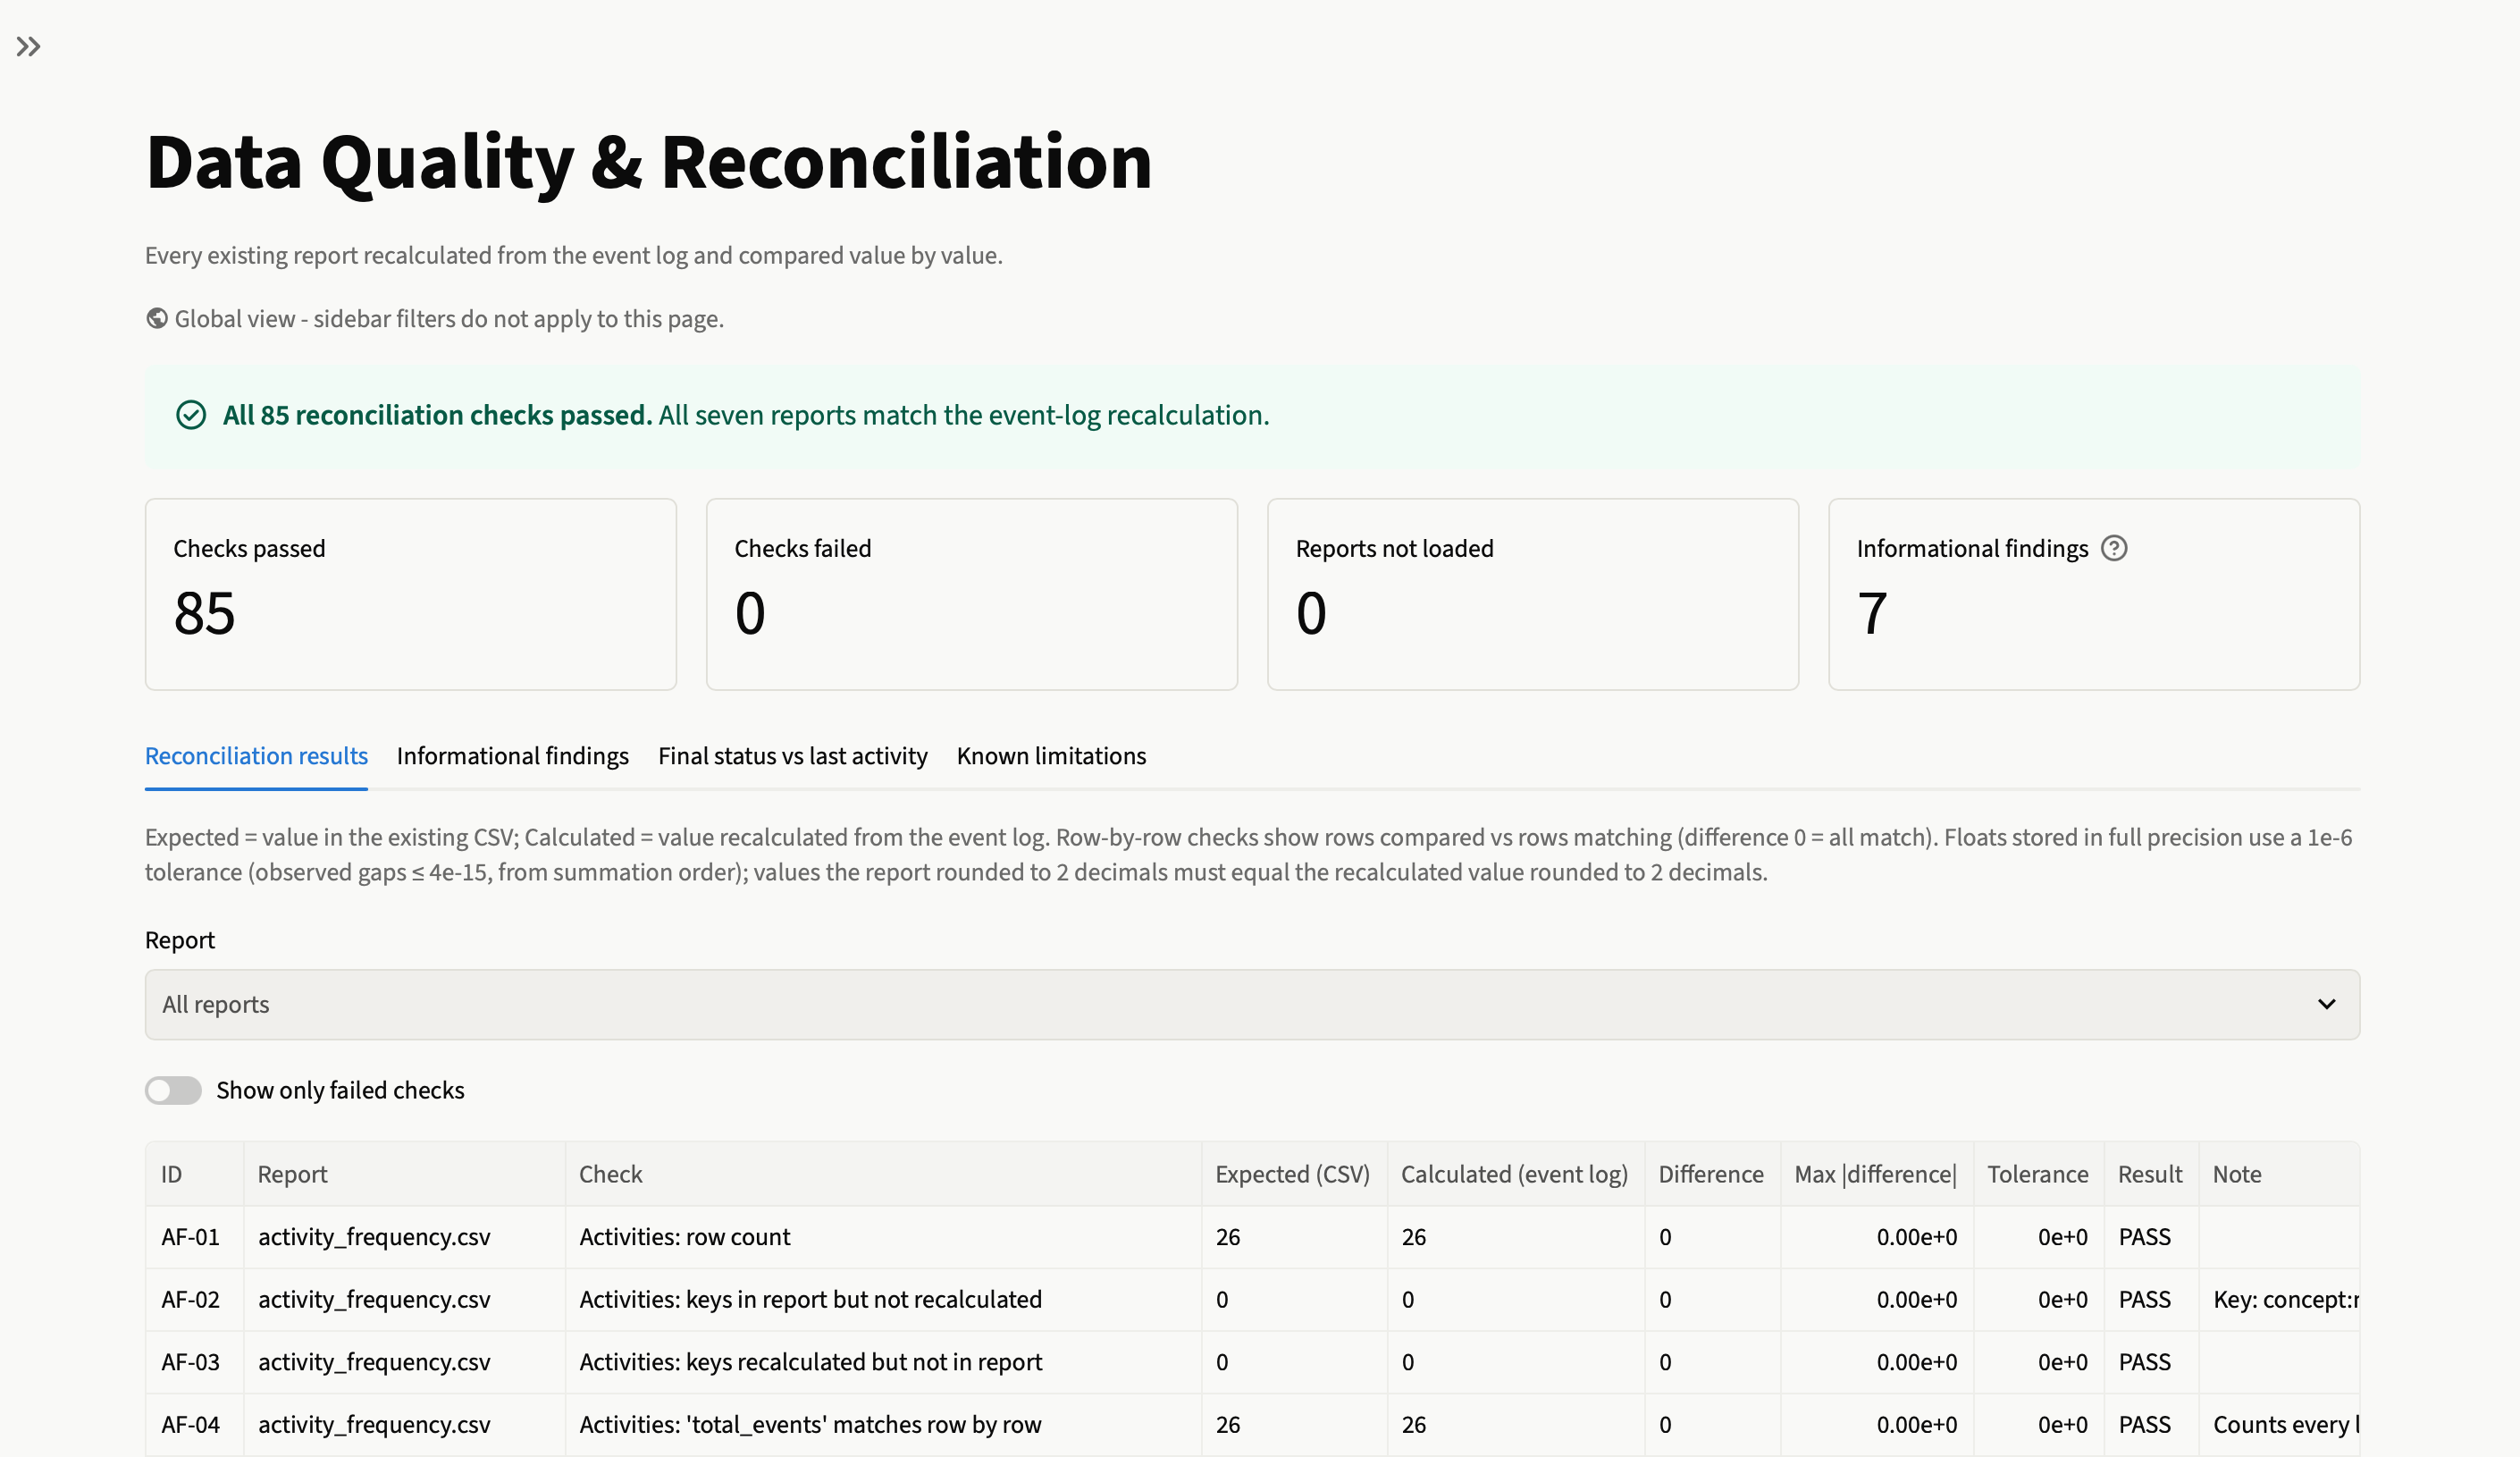 Data Quality & Reconciliation
Every existing report recalculated from the event log and compared value by value.
Global view - sidebar filters do not apply to this page.
All 85 reconciliation checks passed. All seven reports match the event-log recalculation.
Checks passed
85
Checks failed
0
Reports not loaded
0
Informational findings
7
Reconciliation results Informational findings Final status vs last activity Known limitations
Expected = value in the existing CSV; Calculated = value recalculated from the event log. Row-by-row checks show rows compared vs rows matching (difference 0 = all match). Floats stored in full precision use a 1e-6
tolerance (observed gaps ≤ 4e-15, from summation order); values the report rounded to 2 decimals must equal the recalculated value rounded to 2 decimals.
Report
All reports
Show only failed checks
ID Report Check Expected (CSV) Calculated (event log) Difference Max |difference| Tolerance Result Note
AF-01 activity_frequency.csv Activities: row count 26 26 0 0.00e+0 0e+0 PASS
AF-02 activity_frequency.csv Activities: keys in report but not recalculated 0 0 0 0.00e+0 0e+0 PASS Key: concept:
AF-03 activity_frequency.csv Activities: keys recalculated but not in report 0 0 0 0.00e+0 0e+0 PASS
AF-04 activity_frequency.csv Activities: 'total_events' matches row by row 26 26 0 0.00e+0 0e+0 PASS Counts every